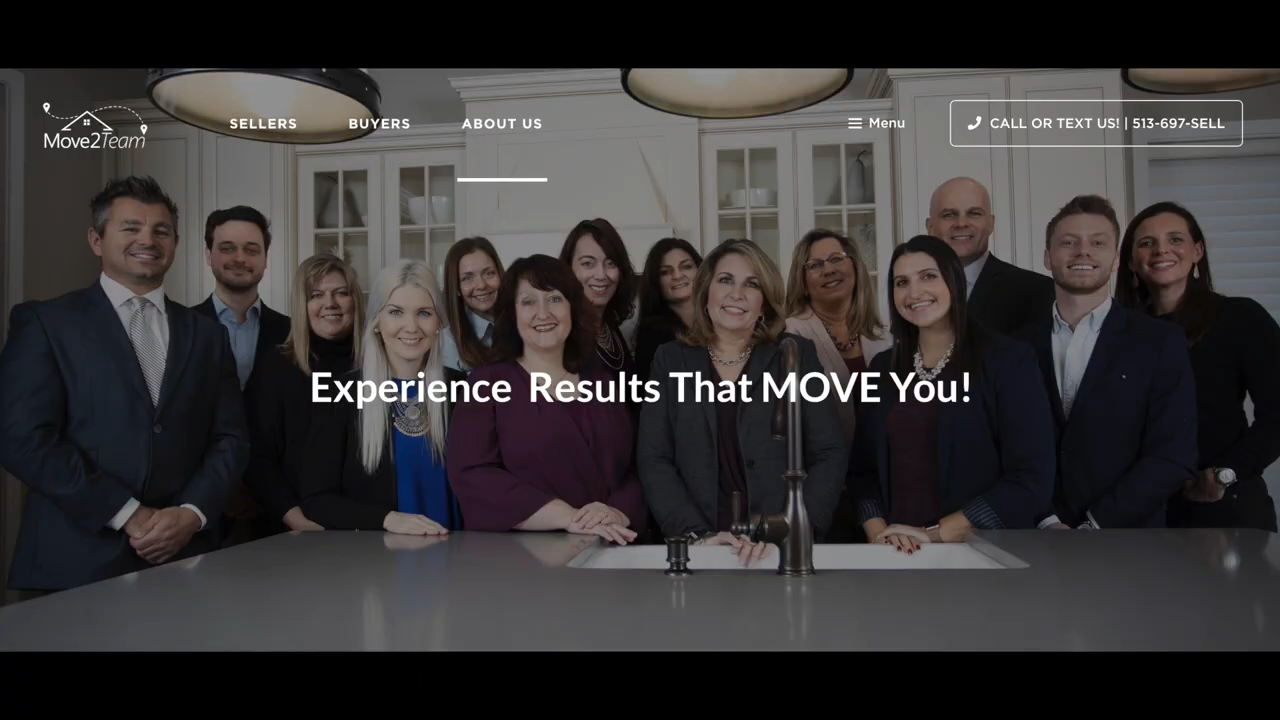 Move2Team
SELLERS
BUYERS
ABOUT US
Menu
CALL OR TEXT US! | 513-697-SELL
Experience Results That MOVE You!